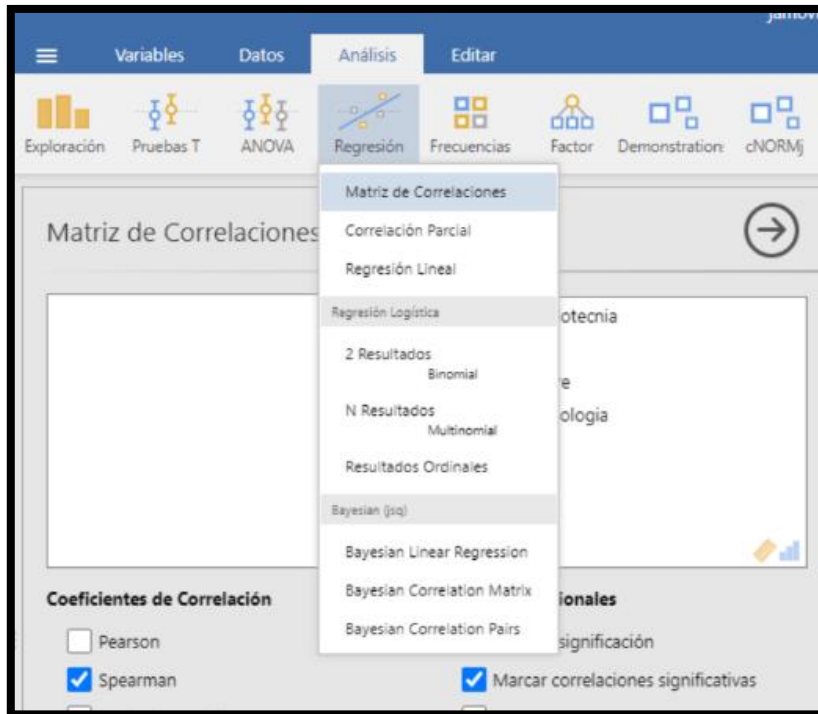 jamovi
Variables Datos Análisis Editar
Exploración Pruebas T ANOVA Regresión Frecuencias Factor Demonstrations cNORMj
Matriz de Correlaciones
Matriz de Correlaciones
Correlación Parcial
Regresión Lineal
Regresión Logística
2 Resultados
Binomial
N Resultados
Multinomial
Resultados Ordinales
Bayesian (jsq)
Bayesian Linear Regression
Bayesian Correlation Matrix
Bayesian Correlation Pairs
otecnia
ologia
Coeficientes de Correlación
ionales
Pearson
significación
Spearman
Marcar correlaciones significativas